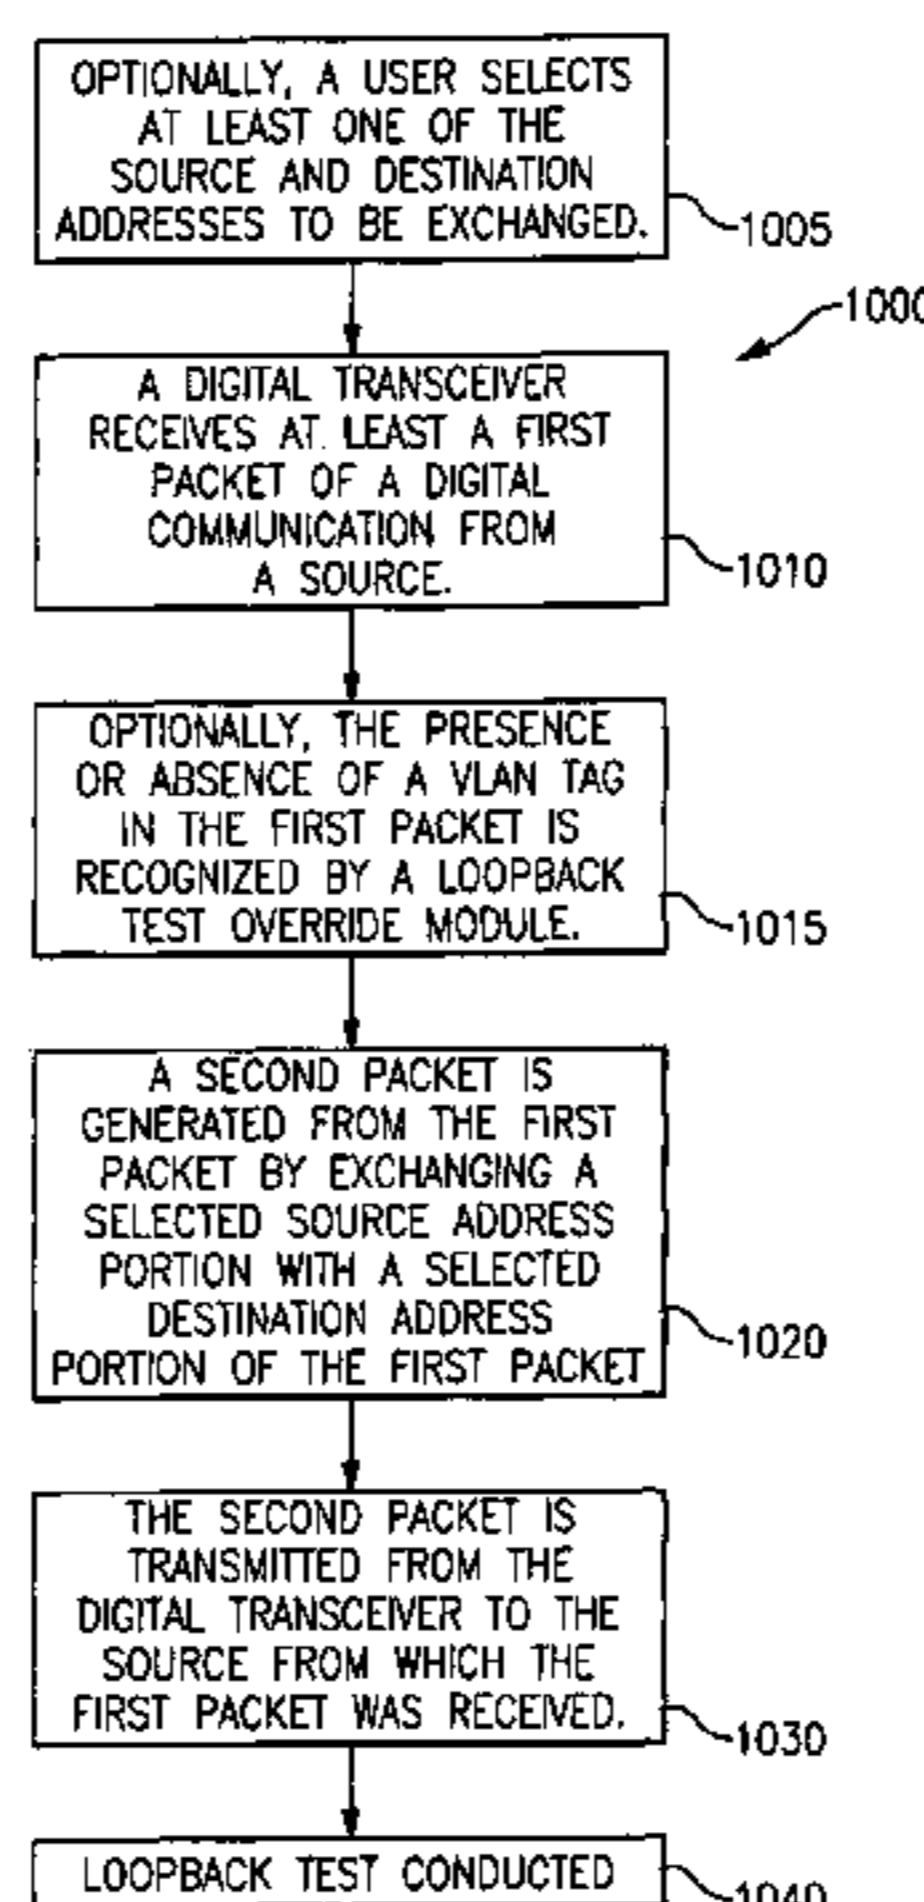 OPTIONALLY, A USER SELECTS
AT LEAST ONE OF THE
SOURCE AND DESTINATION
ADDRESSES TO BE EXCHANGED.
1005
1000
A DIGITAL TRANSCEIVER
RECEIVES AT LEAST A FIRST
PACKET OF A DIGITAL
COMMUNICATION FROM
A SOURCE.
1010
OPTIONALLY, THE PRESENCE
OR ABSENCE OF A VLAN TAG
IN THE FIRST PACKET IS
RECOGNIZED BY A LOOPBACK
TEST OVERRIDE MODULE.
1015
A SECOND PACKET IS
GENERATED FROM THE FIRST
PACKET BY EXCHANGING A
SELECTED SOURCE ADDRESS
PORTION WITH A SELECTED
DESTINATION ADDRESS
PORTION OF THE FIRST PACKET
1020
THE SECOND PACKET IS
TRANSMITTED FROM THE
DIGITAL TRANSCEIVER TO THE
SOURCE FROM WHICH THE
FIRST PACKET WAS RECEIVED.
1030
LOOPBACK TEST CONDUCTED
1040